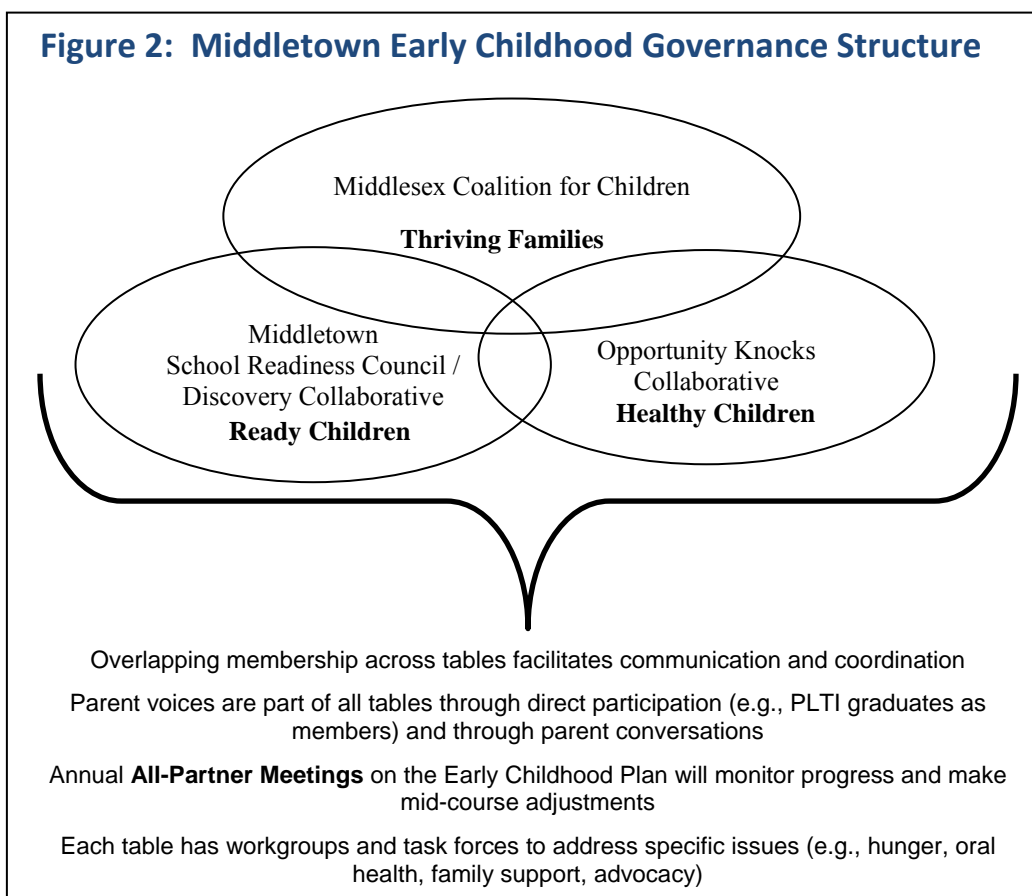 Figure 2: Middletown Early Childhood Governance Structure
Middlesex Coalition for Children
Thriving Families
Middletown
School Readiness Council /
Discovery Collaborative
Ready Children
Opportunity Knocks
Collaborative
Healthy Children
Overlapping membership across tables facilitates communication and coordination
Parent voices are part of all tables through direct participation (e.g., PLTI graduates as
members) and through parent conversations
Annual All-Partner Meetings on the Early Childhood Plan will monitor progress and make
mid-course adjustments
Each table has workgroups and task forces to address specific issues (e.g., hunger, oral
health, family support, advocacy)